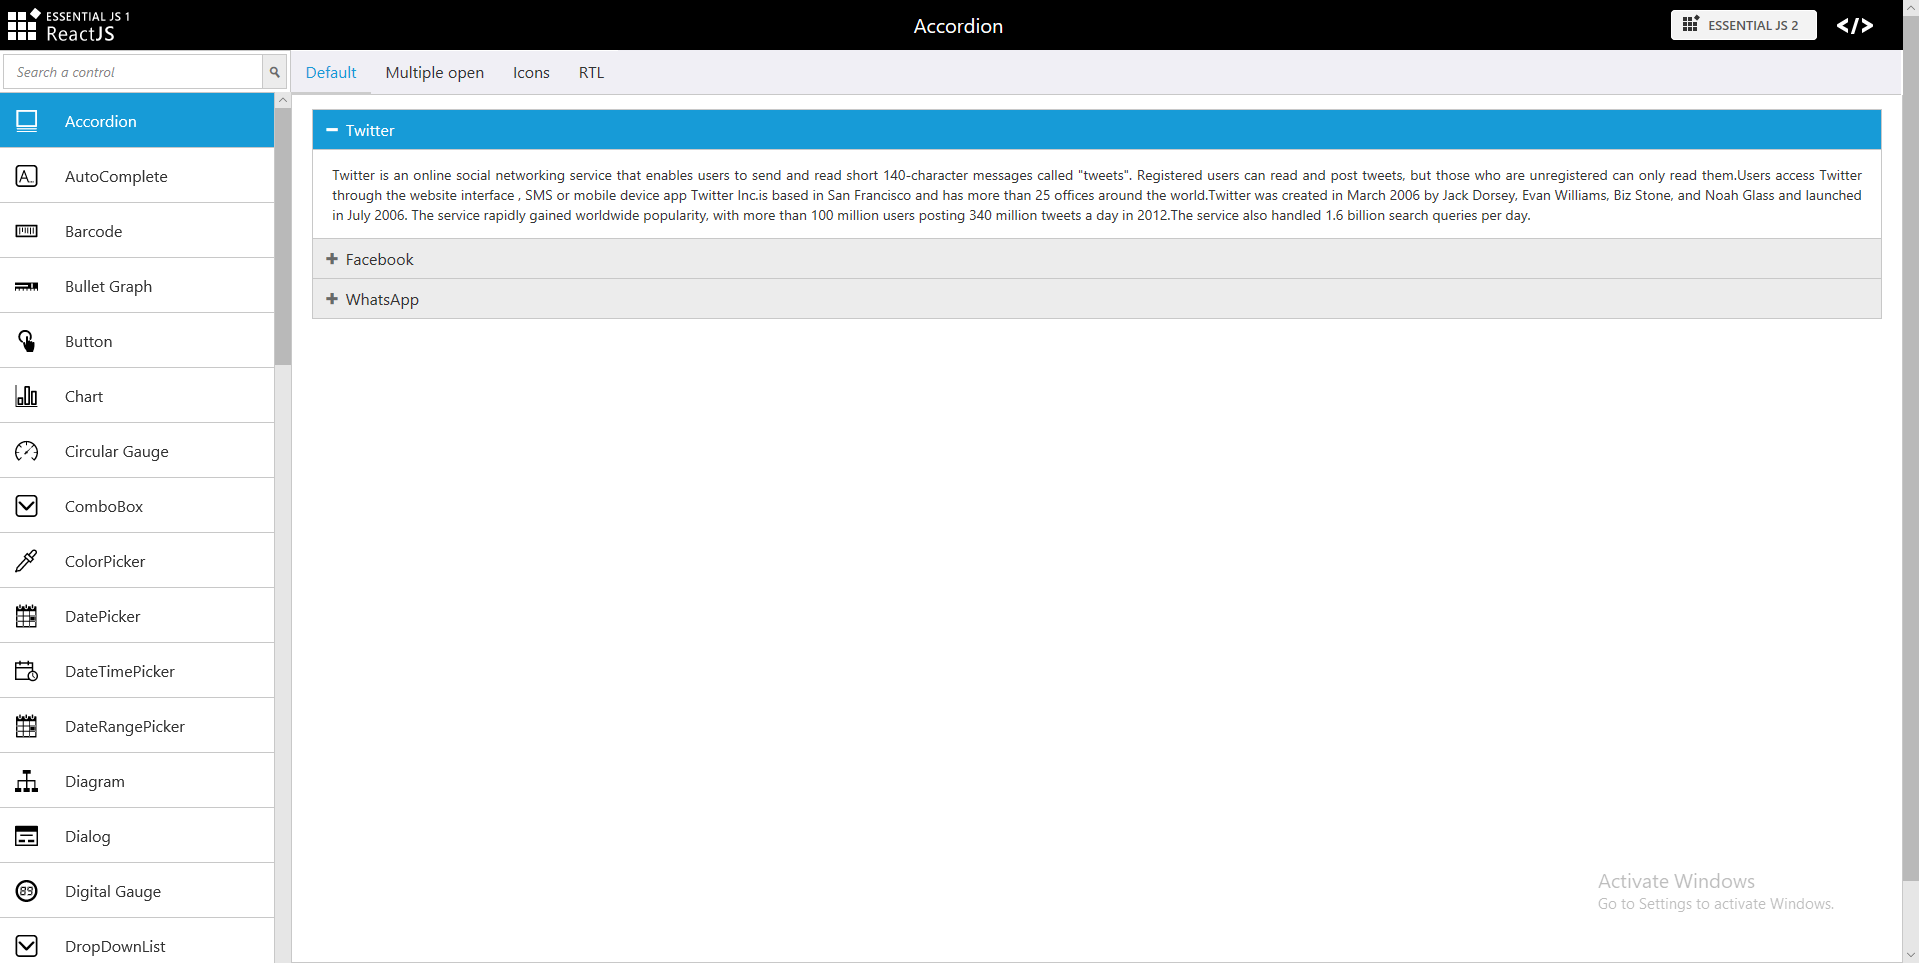 ESSENTIAL JS 1
ReactJS
Accordion
ESSENTIAL JS 2
</>
Search a control
Default Multiple open Icons RTL
Accordion
AutoComplete
Barcode
Bullet Graph
Button
Chart
Circular Gauge
ComboBox
ColorPicker
DatePicker
DateTimePicker
DateRangePicker
Diagram
Dialog
Digital Gauge
DropDownList
Twitter
Twitter is an online social networking service that enables users to send and read short 140-character messages called "tweets". Registered users can read and post tweets, but those who are unregistered can only read them.Users access Twitter
through the website interface , SMS or mobile device app Twitter Inc.is based in San Francisco and has more than 25 offices around the world.Twitter was created in March 2006 by Jack Dorsey, Evan Williams, Biz Stone, and Noah Glass and launched
in July 2006. The service rapidly gained worldwide popularity, with more than 100 million users posting 340 million tweets a day in 2012.The service also handled 1.6 billion search queries per day.
Facebook
WhatsApp
Activate Windows
Go to Settings to activate Windows.